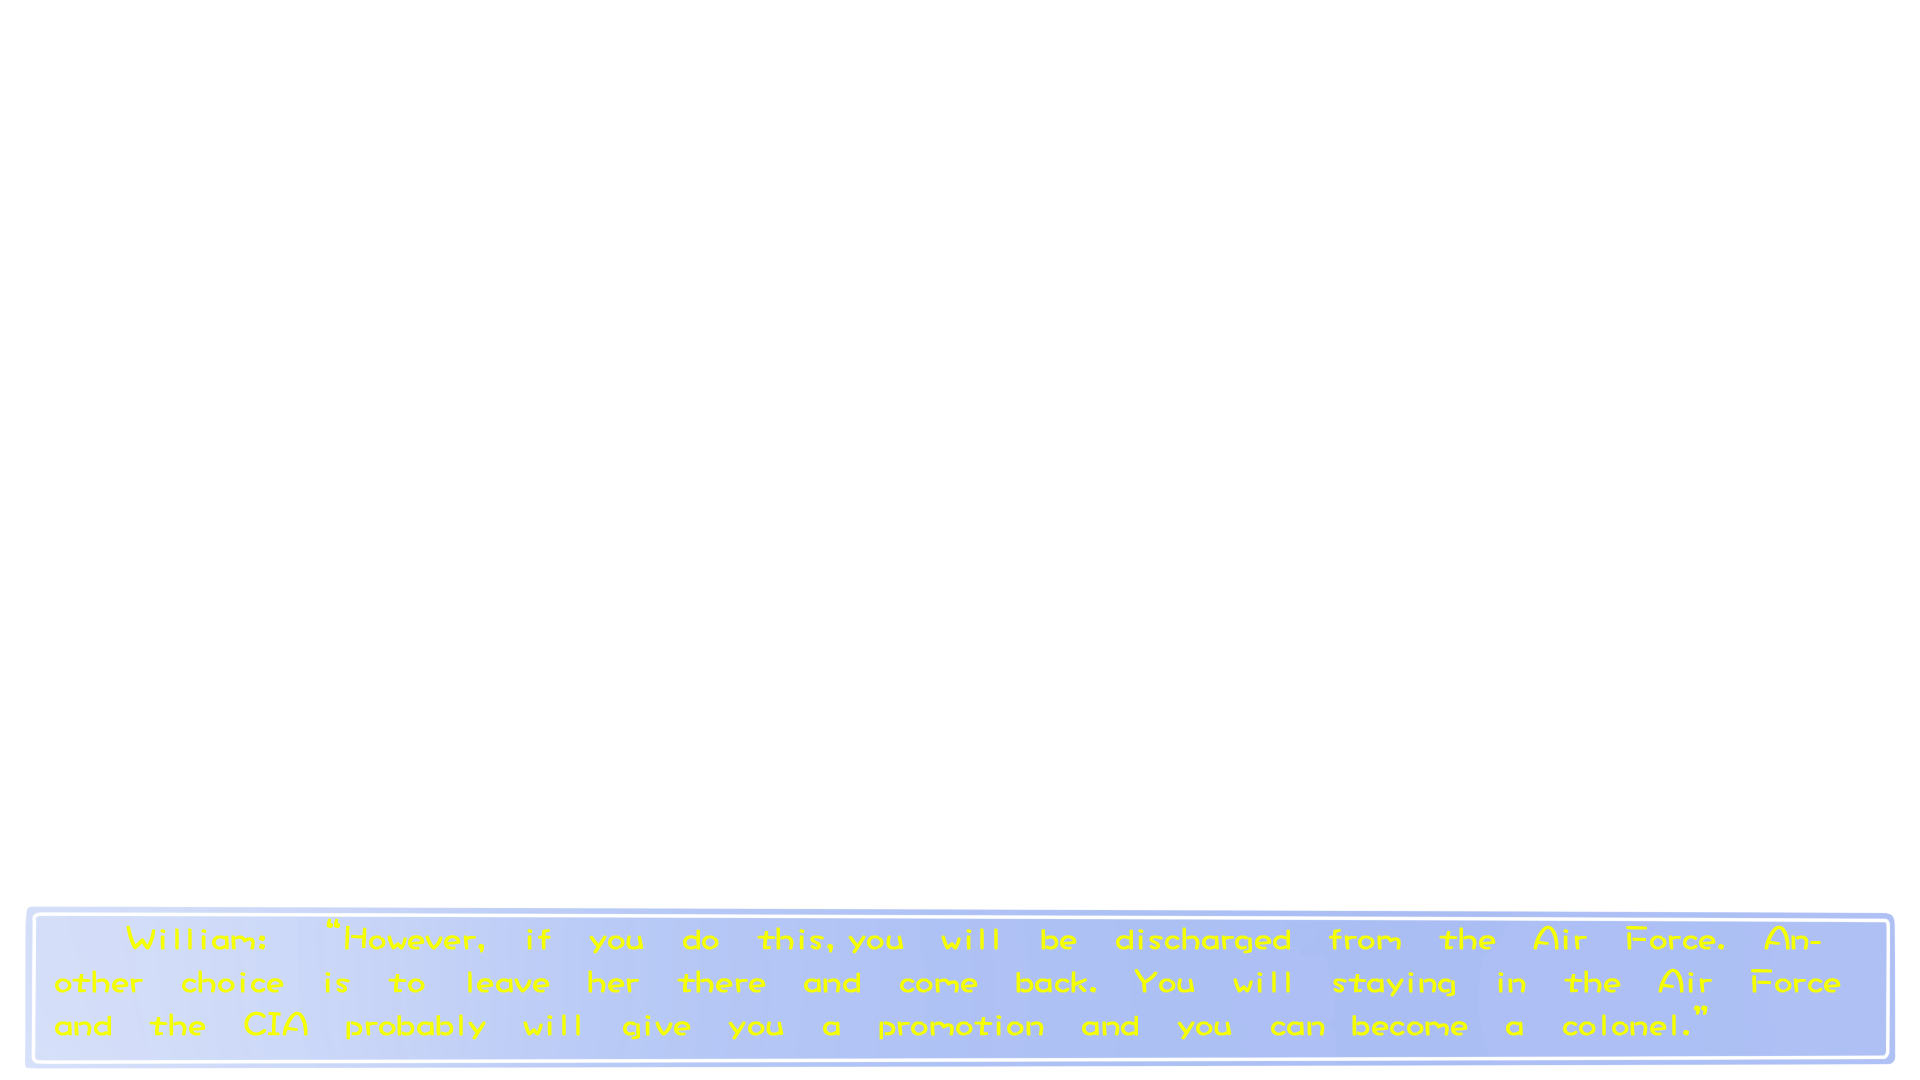 William: “However, if you do this, you will be discharged from the Air Force. An-
other choice is to leave her there and come back. You will staying in the Air Force
and the CIA probably will give you a promotion and you can become a colonel.”